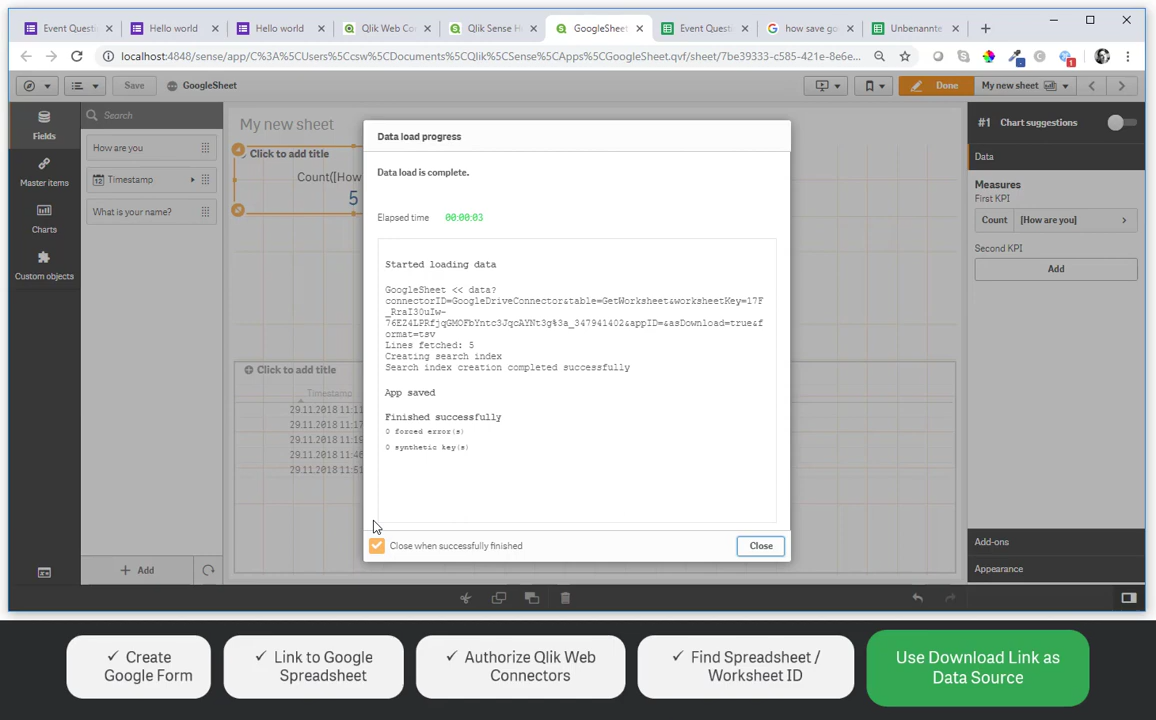 Event Questi
Hello world
Hello world
Qlik Web Con
Qlik Sense H
GoogleSheet
Event Questi
how save go
Unbenannte
localhost:4848/sense/app/C%3A%5CUsers%5Ccsw%5CDocuments%5CQlik%5CSense%5CApps%5CGoogleSheet.qvf/sheet/7be39333-c585-421e-8e6e...
Save
GoogleSheet
Done
My new sheet
Fields
Master items
Charts
Custom objects
Search
How are you
Timestamp
What is your name?
Add
My new sheet
Click to add title
Count([How
5
Click to add title
Timestamp
29.11.2018 11:11
29.11.2018 11:17
29.11.2018 11:19
29.11.2018 11:46
29.11.2018 11:51
Data load progress
Data load is complete.
Elapsed time 00:00:03
Started loading data
GoogleSheet << data?
connectorID=GoogleDriveConnector&table=GetWorksheet&worksheetKey=17F
_RraI30uIw-
76EZ4LPRfjqGMOFbYntc3JqcAYNt3g%3a_347941402&appID=&asDownload=true&f
ormat=tsv
Lines fetched: 5
Creating search index
Search index creation completed successfully
App saved
Finished successfully
0 forced error(s)
0 synthetic key(s)
Close when successfully finished
Close
#1 Chart suggestions
Data
Measures
First KPI
Count [How are you]
Second KPI
Add
Add-ons
Appearance
✓ Create
Google Form
✓ Link to Google
Spreadsheet
✓ Authorize Qlik Web
Connectors
✓ Find Spreadsheet /
Worksheet ID
Use Download Link as
Data Source